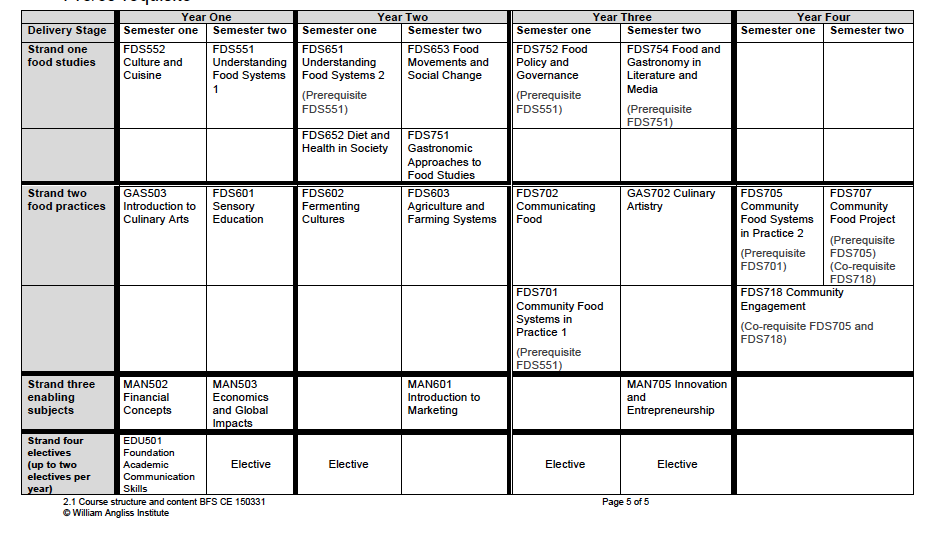 requisite
Year One
Year Two
Year Three
Year Four
Delivery Stage
Semester one
Semester two
Semester one
Semester two
Semester one
Semester two
Semester one
Semester two
Strand one
food studies
FDS552
Culture and
Cuisine
FDS551
Understanding
Food Systems
1
FDS651
Understanding
Food Systems 2
(Prerequisite
FDS551)
FDS653 Food
Movements and
Social Change
FDS752 Food
Policy and
Governance
(Prerequisite
FDS551)
FDS754 Food and
Gastronomy in
Literature and
Media
(Prerequisite
FDS751)
FDS652 Diet and
Health in Society
FDS751
Gastronomic
Approaches to
Food Studies
Strand two
food practices
GAS503
Introduction to
Culinary Arts
FDS601
Sensory
Education
FDS602
Fermenting
Cultures
FDS603
Agriculture and
Farming Systems
FDS702
Communicating
Food
GAS702 Culinary
Artistry
FDS705
Community
Food Systems
in Practice 2
(Prerequisite
FDS701)
FDS707
Community
Food Project
(Prerequisite
FDS705)
(Co-requisite
FDS718)
FDS701
Community Food
Systems in
Practice 1
(Prerequisite
FDS551)
FDS718 Community
Engagement
(Co-requisite FDS705 and
FDS718)
Strand three
enabling
subjects
MAN502
Financial
Concepts
MAN503
Economics
and Global
Impacts
MAN601
Introduction to
Marketing
MAN705 Innovation
and
Entrepreneurship
Strand four
electives
(up to two
electives per
year)
EDU501
Foundation
Academic
Communication
Skills
Elective
Elective
Elective
Elective
2.1 Course structure and content BFS CE 150331
Page 5 of 5
© William Angliss Institute